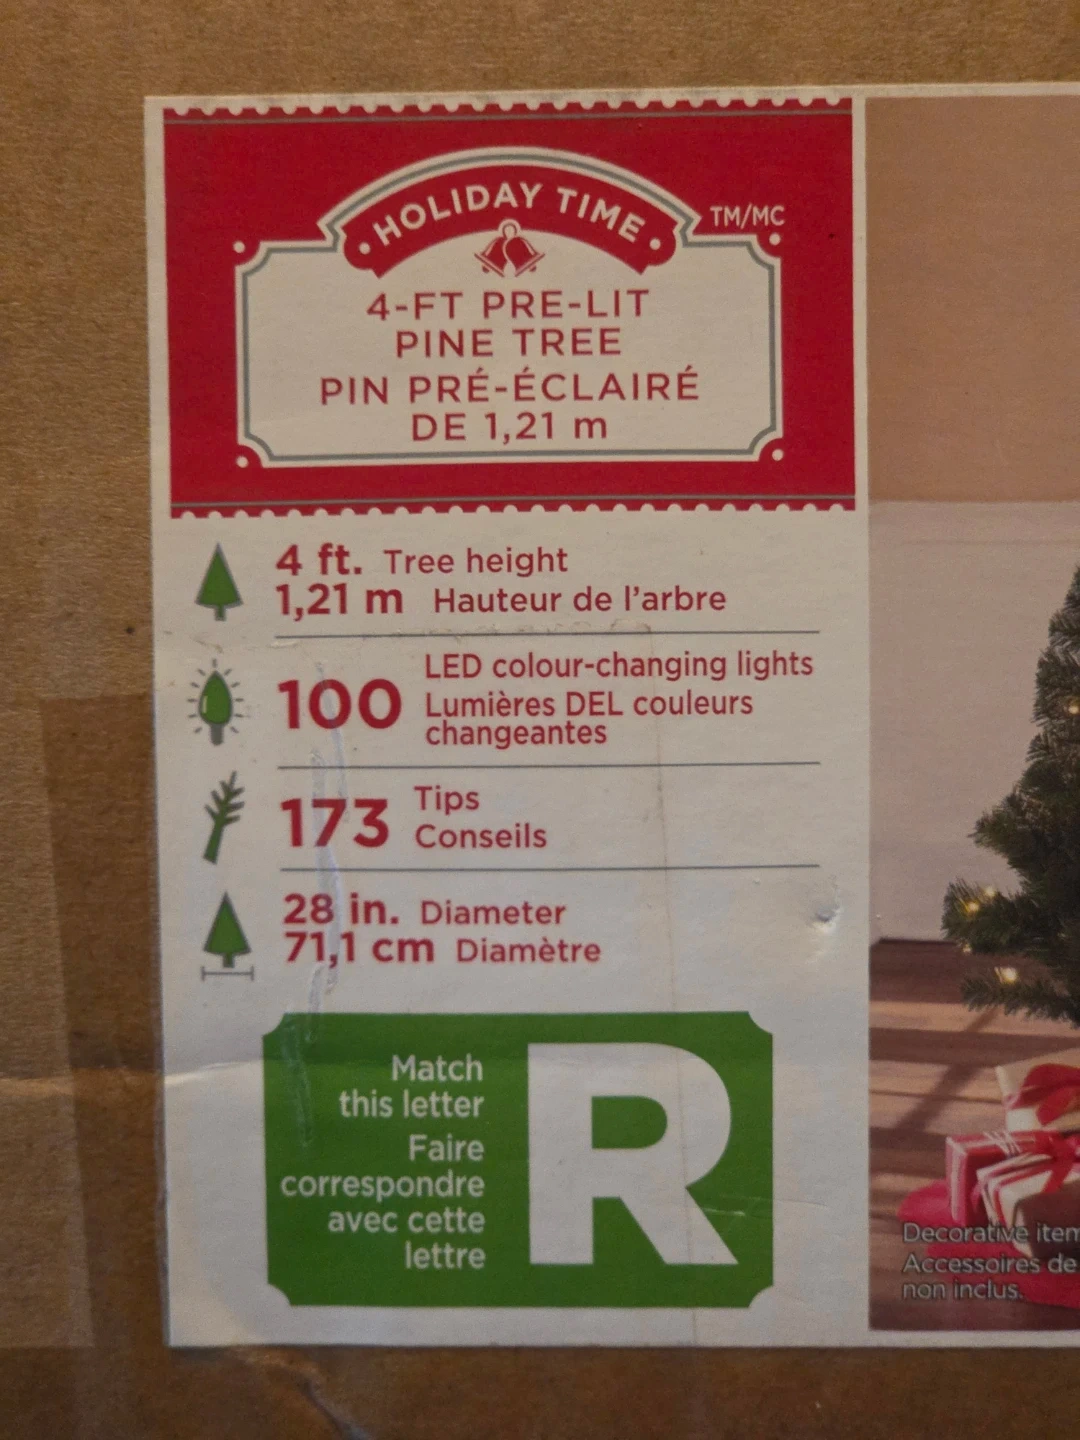 HOLIDAY TIME
TM/MC
4-FT PRE-LIT
PINE TREE
PIN PRÉ-ÉCLAIRÉ
DE 1,21 m
4 ft. Tree height
1,21 m Hauteur de l'arbre
100
LED colour-changing lights
Lumières DEL couleurs
changeantes
173
Tips
Conseils
28 in. Diameter
71,1 cm Diamètre
Match
this letter
Faire
correspondre
avec cette
lettre
R
Decorative item
Accessoires de
non inclus.